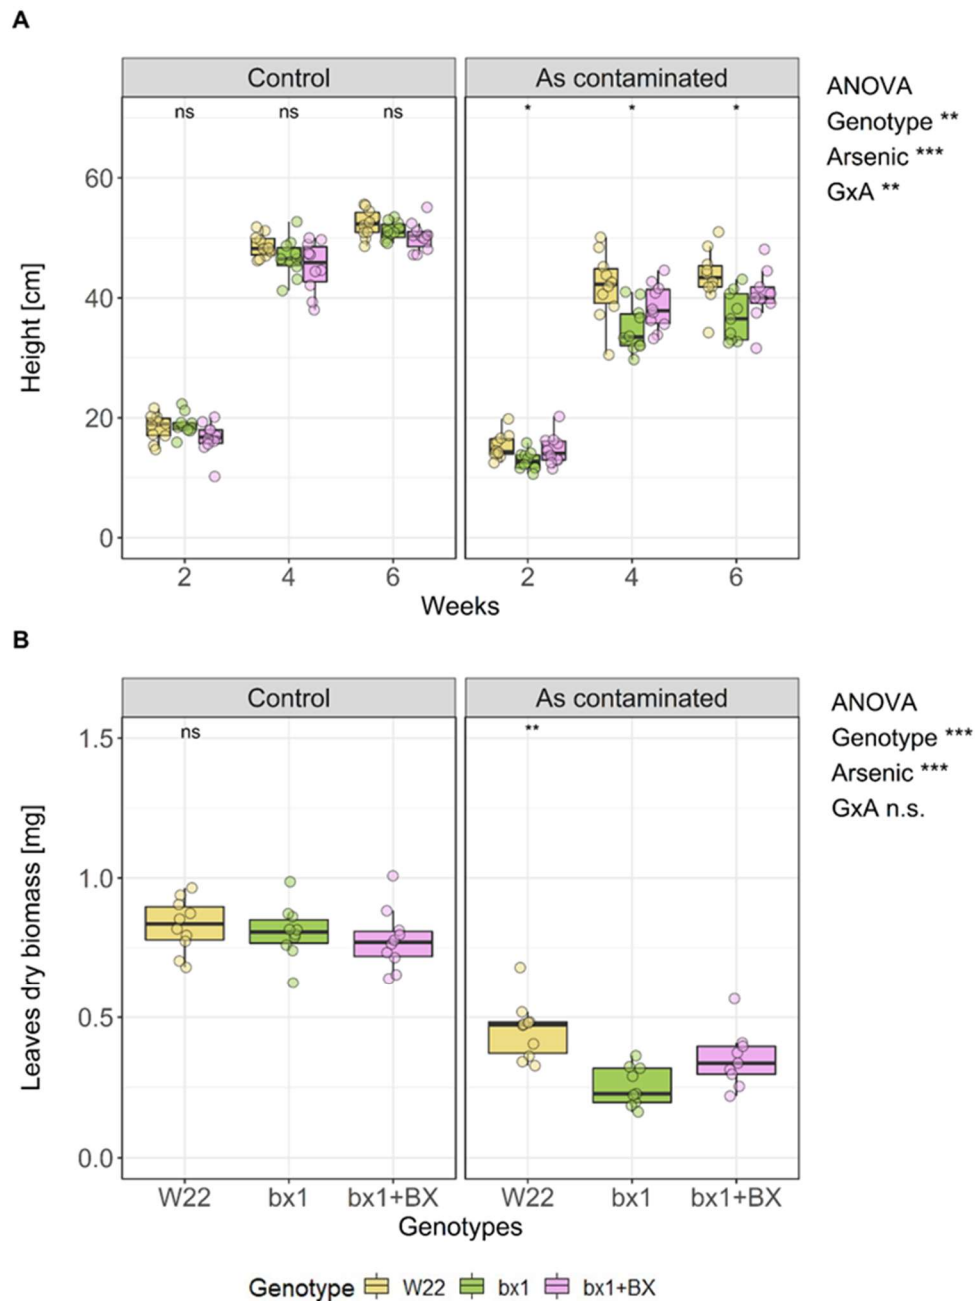 A
Control As contaminated
ns ns ns * * *
ANOVA
Genotype **
Arsenic ***
GxA **
60
40
20
0
Height [cm]
2 4 6 2 4 6
Weeks
B
Control As contaminated
ns **
ANOVA
Genotype ***
Arsenic ***
GxA n.s.
1.5
1.0
0.5
0.0
Leaves dry biomass [mg]
W22 bx1 bx1+BX W22 bx1 bx1+BX
Genotypes
Genotype W22 bx1 bx1+BX